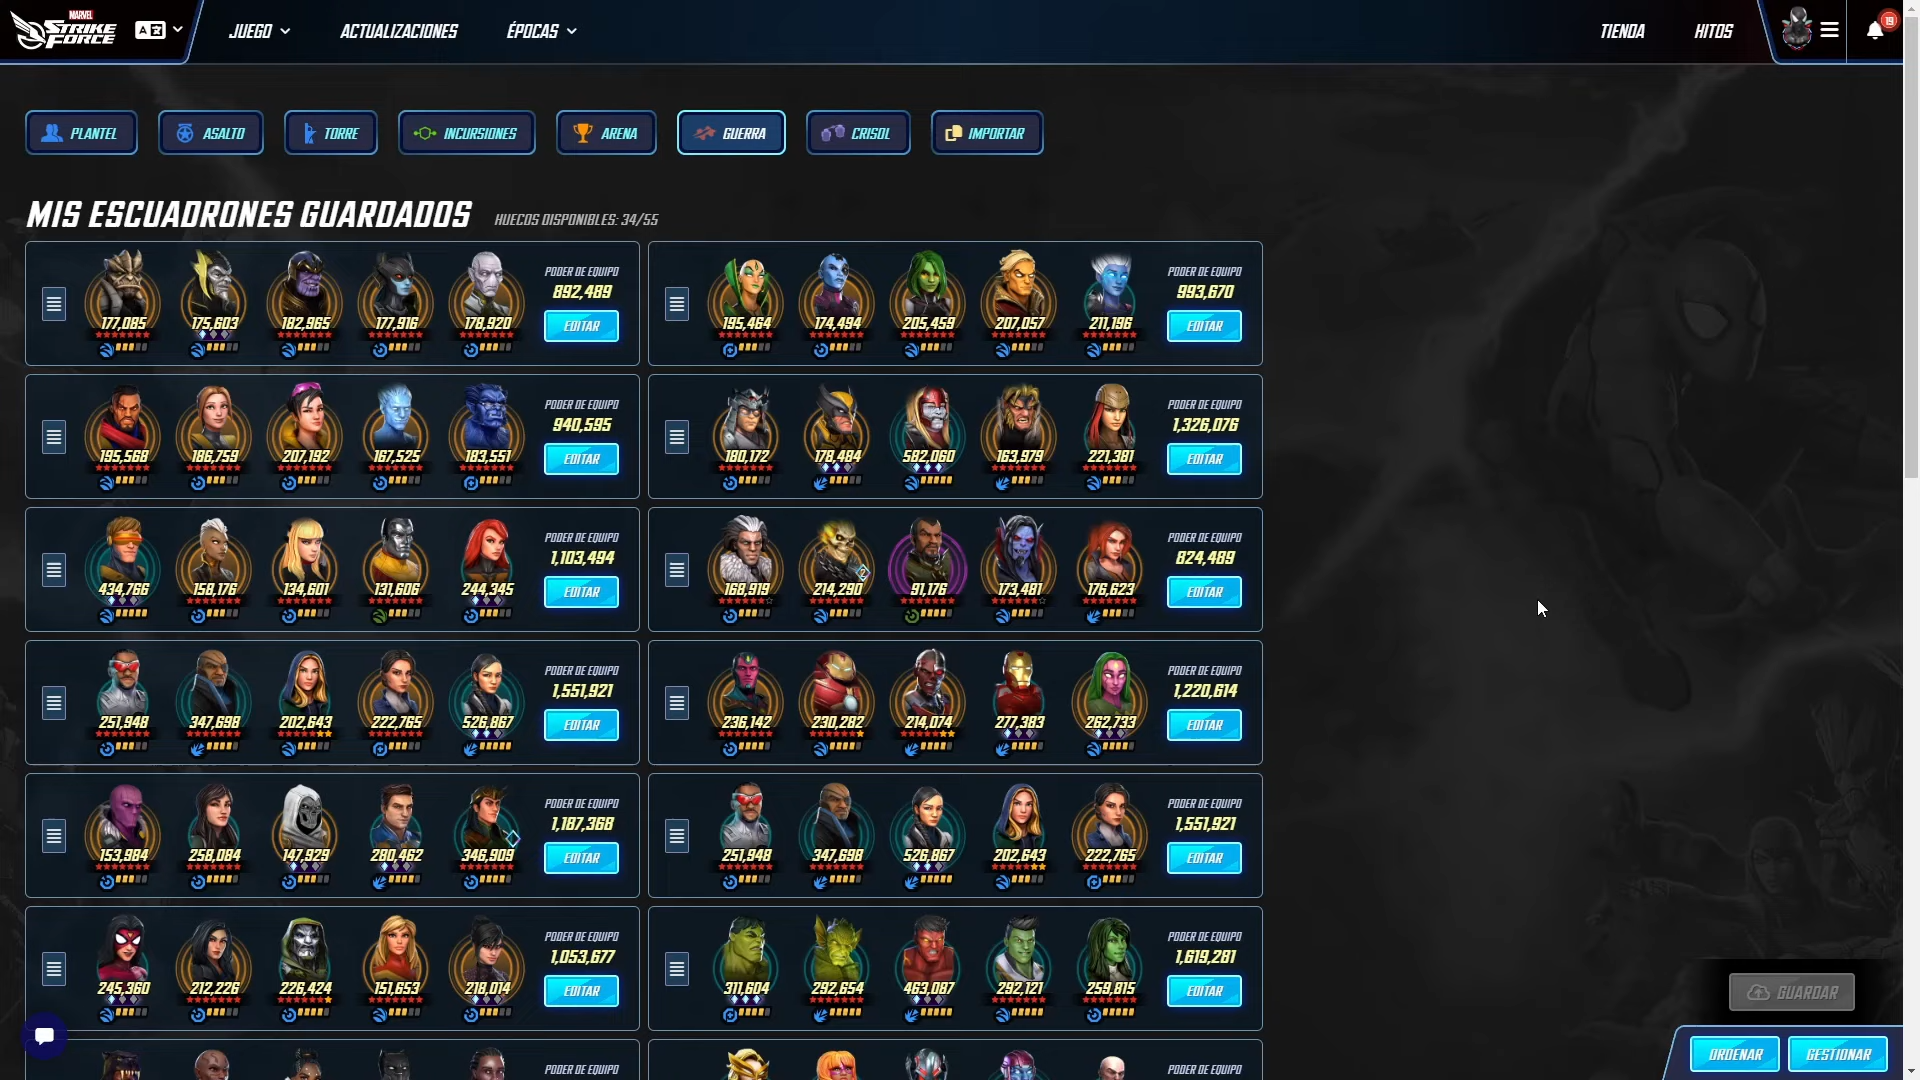 MARVEL
STRIKE FORCE
JUEGO
ACTUALIZACIONES
ÉPOCAS
TIENDA
HITOS
19
PLANTEL
ASALTO
TORRE
INCURSIONES
ARENA
GUERRA
CRISOL
IMPORTAR
MIS ESCUADRONES GUARDADOS
HUECOS DISPONIBLES: 34/55
177,085 175,603 182,965 177,916 178,920
PODER DE EQUIPO
892,489
EDITAR
195,464 174,494 205,459 207,057 211,196
PODER DE EQUIPO
993,670
EDITAR
195,568 186,759 207,192 167,525 183,551
PODER DE EQUIPO
940,595
EDITAR
180,172 178,484 582,060 163,979 221,381
PODER DE EQUIPO
1,326,076
EDITAR
434,766 158,176 134,601 131,606 244,345
PODER DE EQUIPO
1,103,494
EDITAR
168,919 214,290 91,176 173,481 176,623
2
PODER DE EQUIPO
824,489
EDITAR
251,948 347,698 202,643 222,765 526,867
PODER DE EQUIPO
1,551,921
EDITAR
236,142 230,282 214,074 277,383 262,733
PODER DE EQUIPO
1,220,614
EDITAR
153,984 258,084 147,929 280,462 346,909
PODER DE EQUIPO
1,187,368
EDITAR
251,948 347,698 526,867 202,643 222,765
PODER DE EQUIPO
1,551,921
EDITAR
245,360 212,226 226,424 151,653 218,014
PODER DE EQUIPO
1,053,677
EDITAR
311,604 292,654 463,087 292,121 259,815
PODER DE EQUIPO
1,619,281
EDITAR
PODER DE EQUIPO
PODER DE EQUIPO
GUARDAR
ORDENAR
GESTIONAR